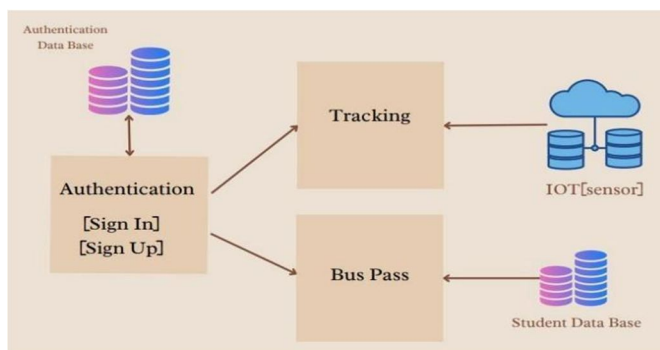 Authentication
Data Base
Tracking
Authentication
[Sign In]
[Sign Up]
IOT[sensor]
Bus Pass
Student Data Base